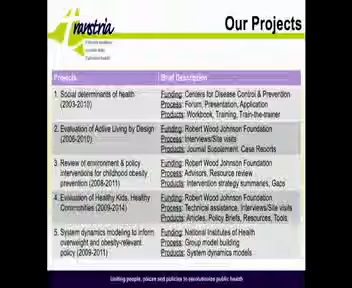 Transtria
Our Projects
Projects
Brief Description
1. Social determinants of health
(2003-2010)
Funding: Centers for Disease Control & Prevention
Process: Forum, Presentation, Application
Products: Workbook, Training, Train-the-trainer
2. Evaluation of Active Living by Design
(2006-2010)
Funding: Robert Wood Johnson Foundation
Process: Interviews/Site visits
Products: Journal Supplement, Case Reports
3. Review of environment & policy
interventions for childhood obesity
prevention (2008-2011)
Funding: Robert Wood Johnson Foundation
Process: Advisors, Resource review
Products: Intervention strategy summaries, Gaps
4. Evaluation of Healthy Kids, Healthy
Communities (2009-2014)
Funding: Robert Wood Johnson Foundation
Process: Technical assistance, Interviews/Site visits
Products: Articles, Policy Briefs, Resources, Tools
5. System dynamics modeling to inform
overweight and obesity-relevant
policy (2009-2011)
Funding: National Institutes of Health
Process: Group model building
Products: System dynamics models
Uniting people, places and policies to revolutionize public health